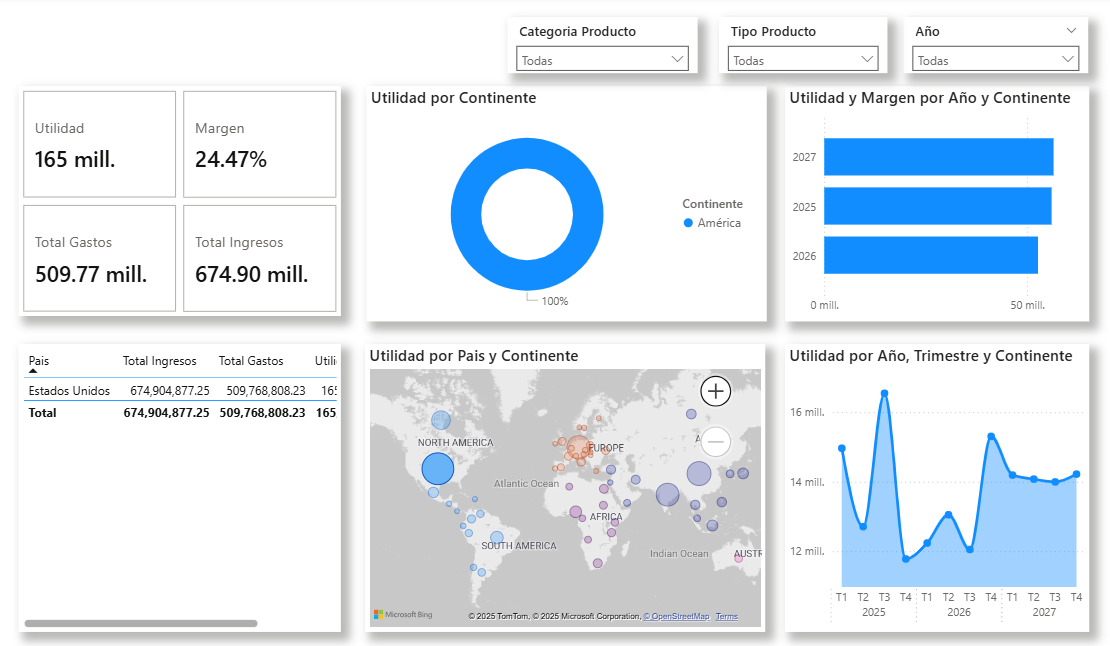 Categoria Producto
Todas
Tipo Producto
Todas
Año
Todas
Utilidad
165 mill.
Margen
24.47%
Total Gastos
509.77 mill.
Total Ingresos
674.90 mill.
Utilidad por Continente
Continente
América
100%
Utilidad y Margen por Año y Continente
2027
2025
2026
0 mill.
50 mill.
Pais Total Ingresos Total Gastos Utili
Estados Unidos 674,904,877.25 509,768,808.23 165
Total 674,904,877.25 509,768,808.23 165,
Utilidad por Pais y Continente
NORTH AMERICA
EUROPE
A
Atlantic Ocean
AFRICA
SOUTH AMERICA
Indian Ocean
AUSTR
Microsoft Bing
© 2025 TomTom, © 2025 Microsoft Corporation, © OpenStreetMap Terms
Utilidad por Año, Trimestre y Continente
16 mill.
14 mill.
12 mill.
T1 T2 T3 T4 T1 T2 T3 T4 T1 T2 T3 T4
2025 2026 2027